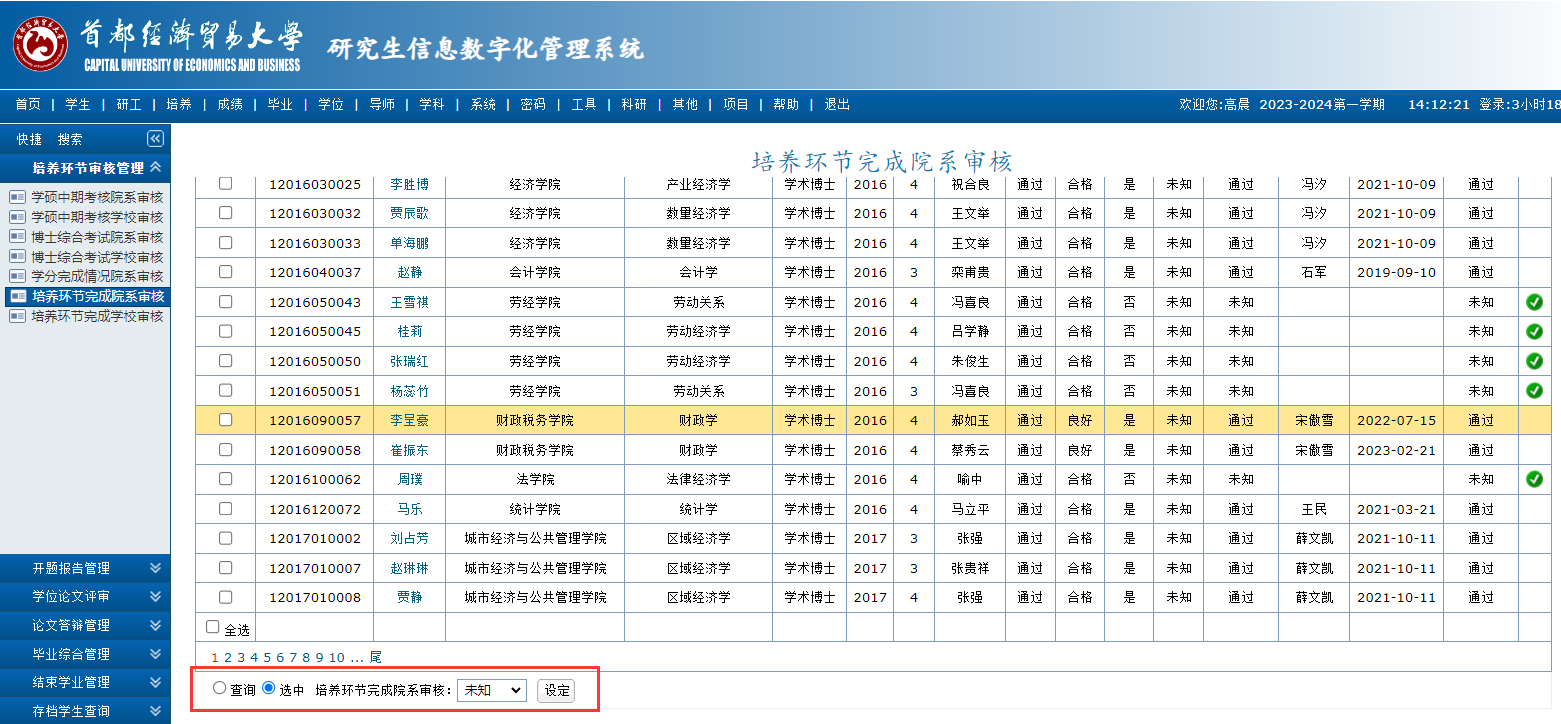 首都经济贸易大学
CAPITAL UNIVERSITY OF ECONOMICS AND BUSINESS
研究生信息数字化管理系统
首页 | 学生 | 研工 | 培养 | 成绩 | 毕业 | 学位 | 导师 | 学科 | 系统 | 密码 | 工具 | 科研 | 其他 | 项目 | 帮助 | 退出
欢迎您:高晨 2023-2024第一学期 14:12:21 登录:3小时18
快捷 搜索
培养环节审核管理
学硕中期考核院系审核
学硕中期考核学校审核
博士综合考试院系审核
博士综合考试学校审核
学分完成情况院系审核
培养环节完成院系审核
培养环节完成学校审核
开题报告管理
学位论文评审
论文答辩管理
毕业综合管理
结束学业管理
存档学生查询
培养环节完成院系审核
12016030025 李胜博 经济学院 产业经济学 学术博士 2016 4 祝合良 通过 合格 是 未知 通过 冯汐 2021-10-09 通过
12016030032 贾辰歌 经济学院 数量经济学 学术博士 2016 4 王文举 通过 合格 是 未知 通过 冯汐 2021-10-09 通过
12016030033 单海鹏 经济学院 数量经济学 学术博士 2016 4 王文举 通过 合格 是 未知 通过 冯汐 2021-10-09 通过
12016040037 赵静 会计学院 会计学 学术博士 2016 3 栾甫贵 通过 合格 是 未知 通过 石军 2019-09-10 通过
12016050043 王雪祺 劳经学院 劳动关系 学术博士 2016 4 冯喜良 通过 合格 否 未知 未知 未知
12016050045 桂莉 劳经学院 劳动经济学 学术博士 2016 4 吕学静 通过 合格 否 未知 未知 未知
12016050050 张瑞红 劳经学院 劳动经济学 学术博士 2016 4 朱俊生 通过 合格 否 未知 未知 未知
12016050051 杨蕊竹 劳经学院 劳动关系 学术博士 2016 3 冯喜良 通过 合格 否 未知 未知 未知
12016090057 李呈豪 财政税务学院 财政学 学术博士 2016 4 郝如玉 通过 良好 是 未知 通过 宋傲雪 2022-07-15 通过
12016090058 崔振东 财政税务学院 财政学 学术博士 2016 4 蔡秀云 通过 良好 是 未知 通过 宋傲雪 2023-02-21 通过
12016100062 周璞 法学院 法律经济学 学术博士 2016 4 喻中 通过 合格 否 未知 未知 未知
12016120072 马乐 统计学院 统计学 学术博士 2016 4 马立平 通过 合格 是 未知 通过 王民 2021-03-21 通过
12017010002 刘占芳 城市经济与公共管理学院 区域经济学 学术博士 2017 3 张强 通过 合格 是 未知 通过 薛文凯 2021-10-11 通过
12017010007 赵琳琳 城市经济与公共管理学院 区域经济学 学术博士 2017 3 张贵祥 通过 合格 是 未知 通过 薛文凯 2021-10-11 通过
12017010008 贾静 城市经济与公共管理学院 区域经济学 学术博士 2017 4 张强 通过 合格 是 未知 通过 薛文凯 2021-10-11 通过
全选
1 2 3 4 5 6 7 8 9 10 ... 尾
查询 选中 培养环节完成院系审核: 未知 设定